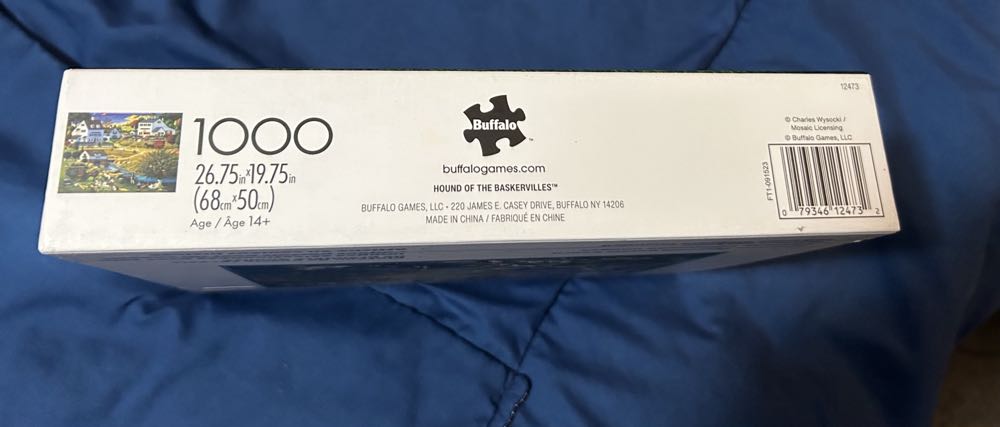 12473
1000
26.75in x 19.75in
(68cm x 50cm)
Age / Âge 14+
Buffalo™
buffalogames.com
HOUND OF THE BASKERVILLES™
BUFFALO GAMES, LLC - 220 JAMES E. CASEY DRIVE, BUFFALO NY 14206
MADE IN CHINA / FABRIQUÉ EN CHINE
© Charles Wysocki /
Mosaic Licensing.
© Buffalo Games, LLC
FT1-091523
0 79346 12473 2